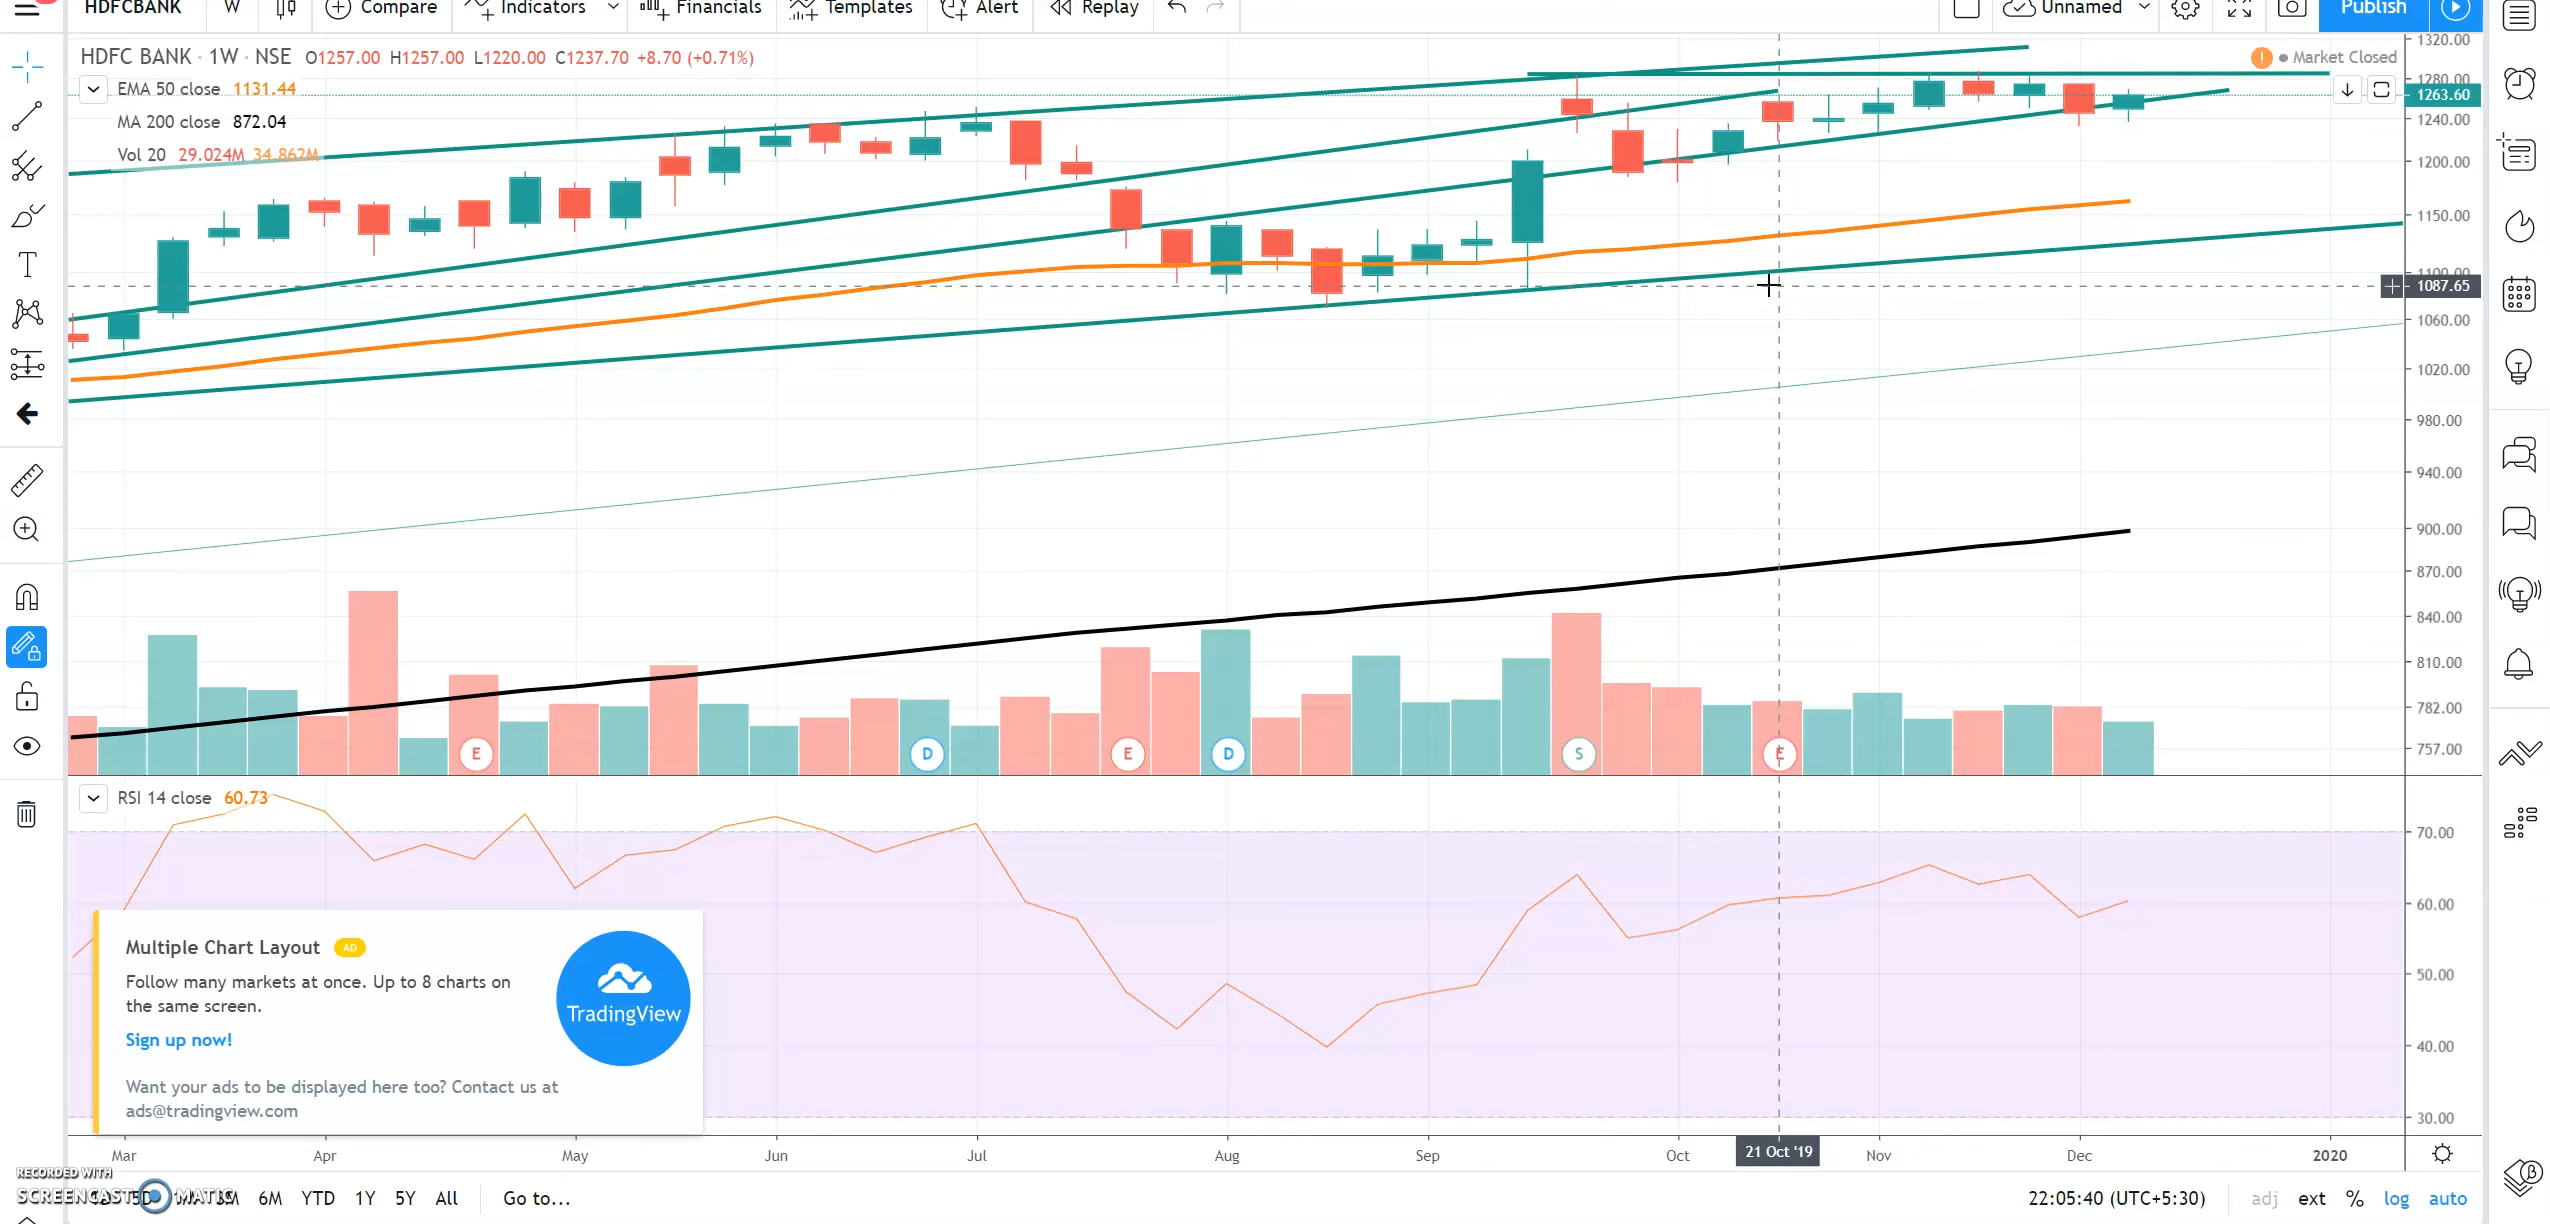 HDFCBANK W Compare Indicators Financials Templates Alert Replay Unnamed Publish
HDFC BANK · 1W · NSE O1257.00 H1257.00 L1220.00 C1237.70 +8.70 (+0.71%)
Market Closed
EMA 50 close 1131.44
MA 200 close 872.04
Vol 20 29.024M 34.862M
1320.00
1280.00
1263.60
1240.00
1200.00
1150.00
1100.00
1087.65
1060.00
1020.00
980.00
940.00
900.00
870.00
840.00
810.00
782.00
757.00
E D E D S E
RSI 14 close 60.73
70.00
60.00
50.00
40.00
30.00
Multiple Chart Layout AD
Follow many markets at once. Up to 8 charts on
the same screen.
Sign up now!
TradingView
Want your ads to be displayed here too? Contact us at
ads@tradingview.com
Mar Apr May Jun Jul Aug Sep Oct 21 Oct '19 Nov Dec 2020
RECORDED WITH
SCREENCAST MATIC
6M YTD 1Y 5Y All Go to...
22:05:40 (UTC+5:30) adj ext % log auto